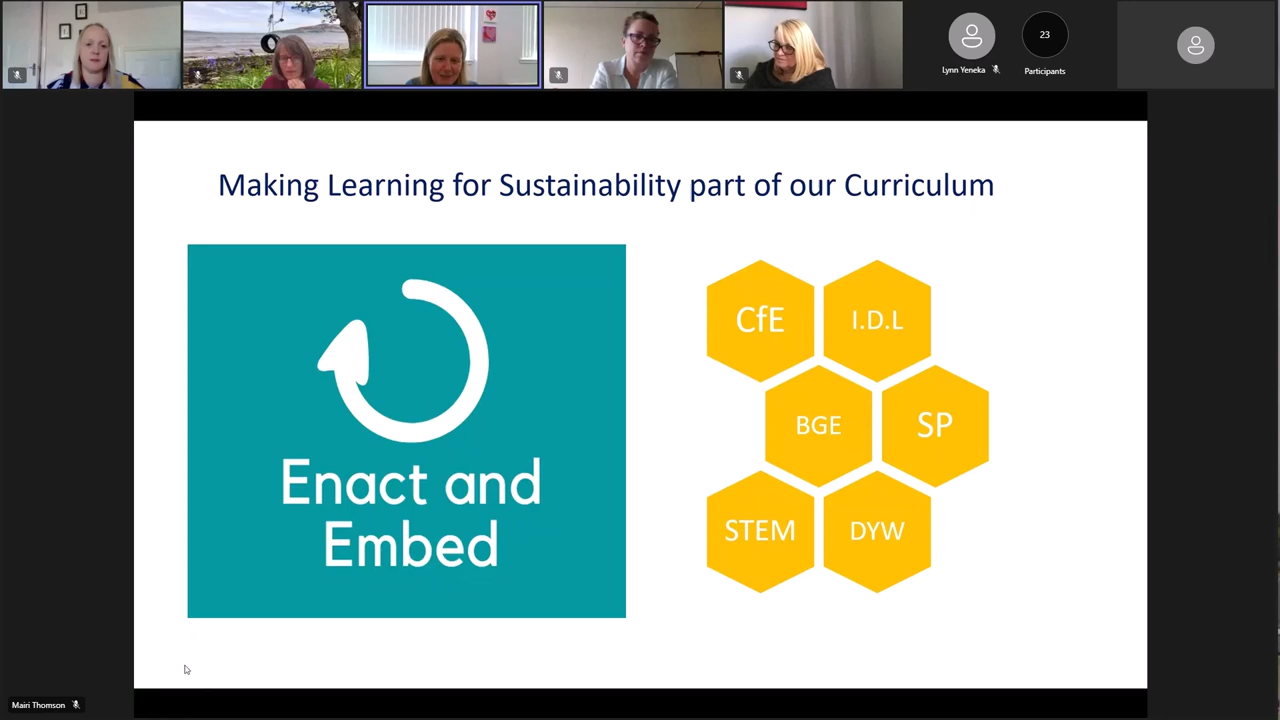 Lynn Yeneka
23
Participants
Making Learning for Sustainability part of our Curriculum
Enact and
Embed
CfE
I.D.L
BGE
SP
STEM
DYW
Mairi Thomson